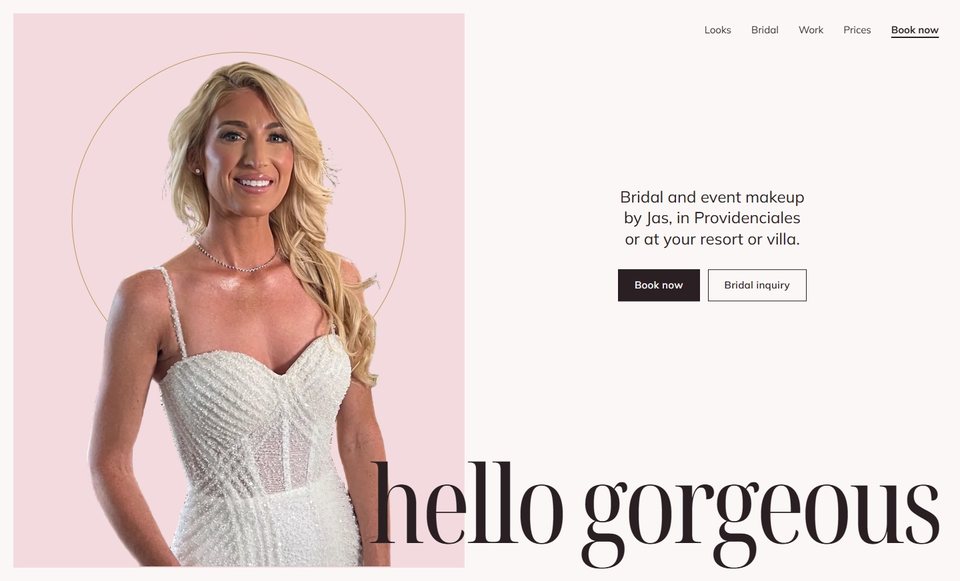 Looks Bridal Work Prices Book now
Bridal and event makeup
by Jas, in Providenciales
or at your resort or villa.
Book now Bridal inquiry
hello gorgeous